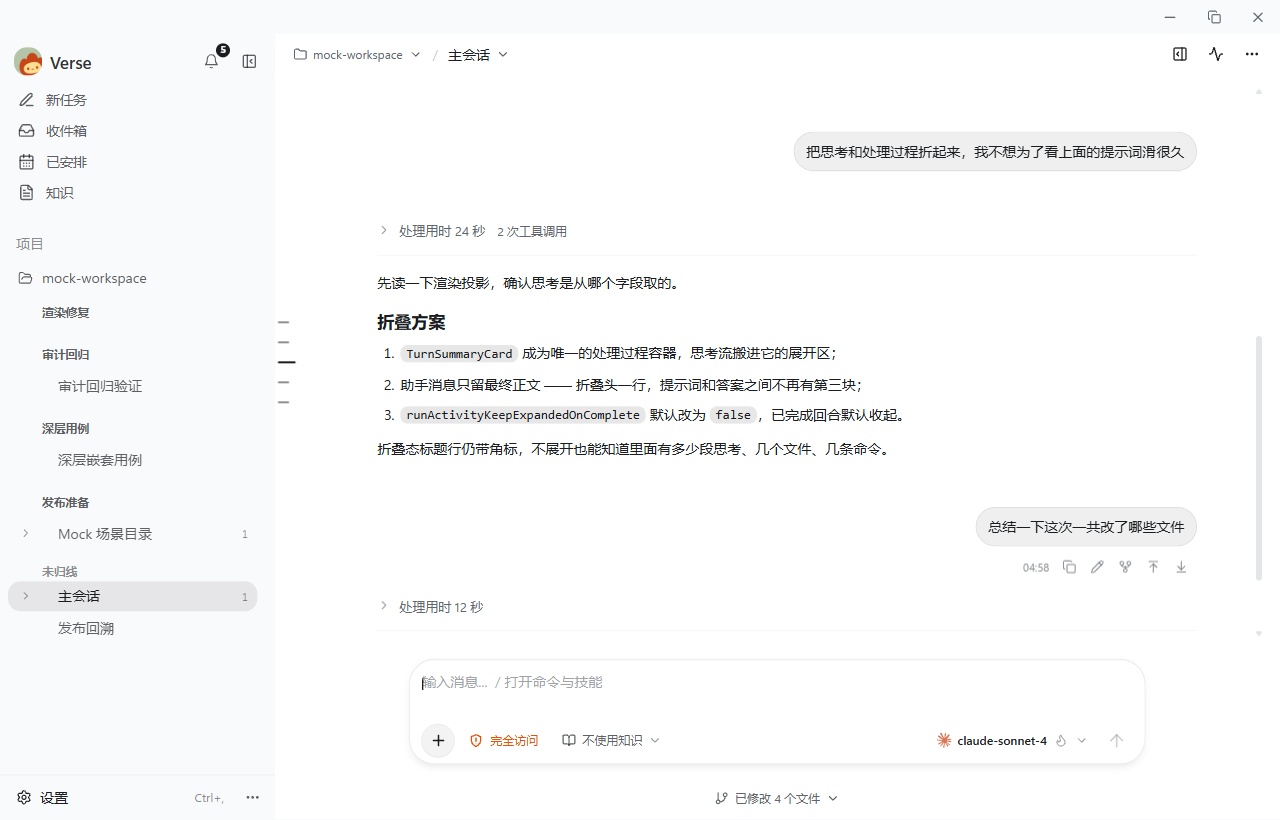 Verse
5
新任务
收件箱
已安排
知识
项目
mock-workspace
渲染修复
审计回归
审计回归验证
深层用例
深层嵌套用例
发布准备
Mock 场景目录 1
未归线
主会话 1
发布回溯
设置 Ctrl+,
mock-workspace / 主会话
把思考和处理过程折起来，我不想为了看上面的提示词滑很久
处理用时 24 秒 2 次工具调用
先读一下渲染投影，确认思考是从哪个字段取的。
折叠方案
1. TurnSummaryCard 成为唯一的处理过程容器，思考流搬进它的展开区；
2. 助手消息只留最终正文 —— 折叠头一行，提示词和答案之间不再有第三块；
3. runActivityKeepExpandedOnComplete 默认改为 false，已完成回合默认收起。
折叠态标题行仍带角标，不展开也能知道里面有多少段思考、几个文件、几条命令。
总结一下这次一共改了哪些文件
04:58
处理用时 12 秒
输入消息... / 打开命令与技能
完全访问 不使用知识 claude-sonnet-4
已修改 4 个文件